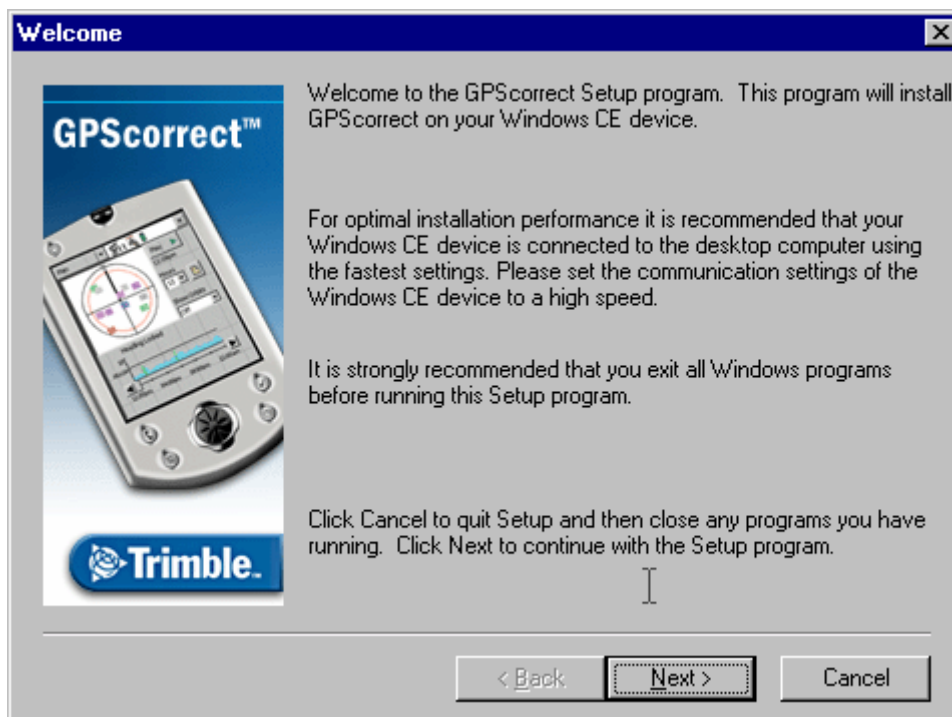 Welcome
GPScorrect™
Welcome to the GPScorrect Setup program. This program will install
GPScorrect on your Windows CE device.
For optimal installation performance it is recommended that your
Windows CE device is connected to the desktop computer using
the fastest settings. Please set the communication settings of the
Windows CE device to a high speed.
It is strongly recommended that you exit all Windows programs
before running this Setup program.
Click Cancel to quit Setup and then close any programs you have
running. Click Next to continue with the Setup program.
Heading Locked
Trimble.
< Back
Next >
Cancel